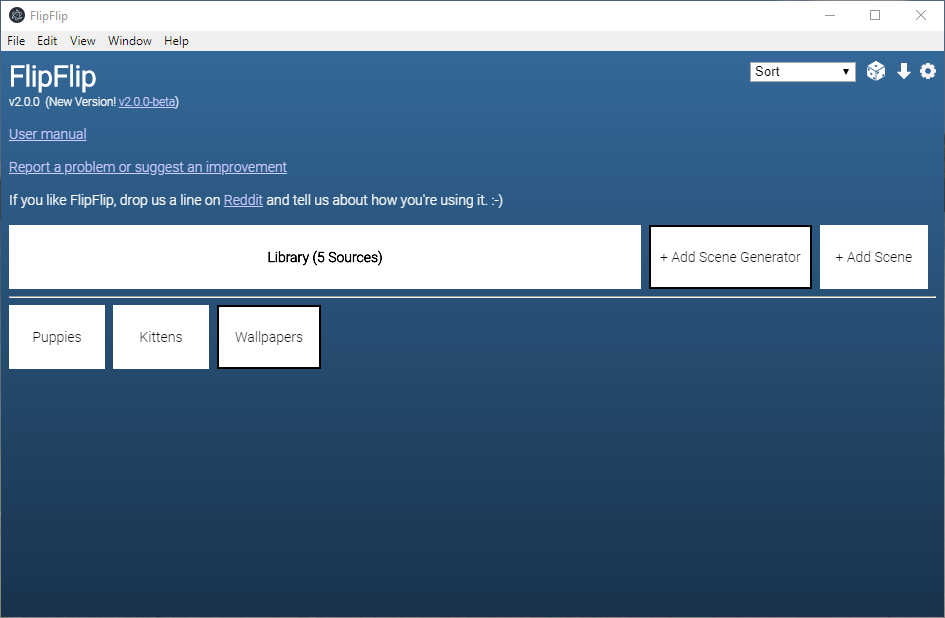 FlipFlip
File Edit View Window Help
FlipFlip
Sort
v2.0.0 (New Version! v2.0.0-beta)
User manual
Report a problem or suggest an improvement
If you like FlipFlip, drop us a line on Reddit and tell us about how you're using it. :-)
Library (5 Sources)
+ Add Scene Generator
+ Add Scene
Puppies
Kittens
Wallpapers